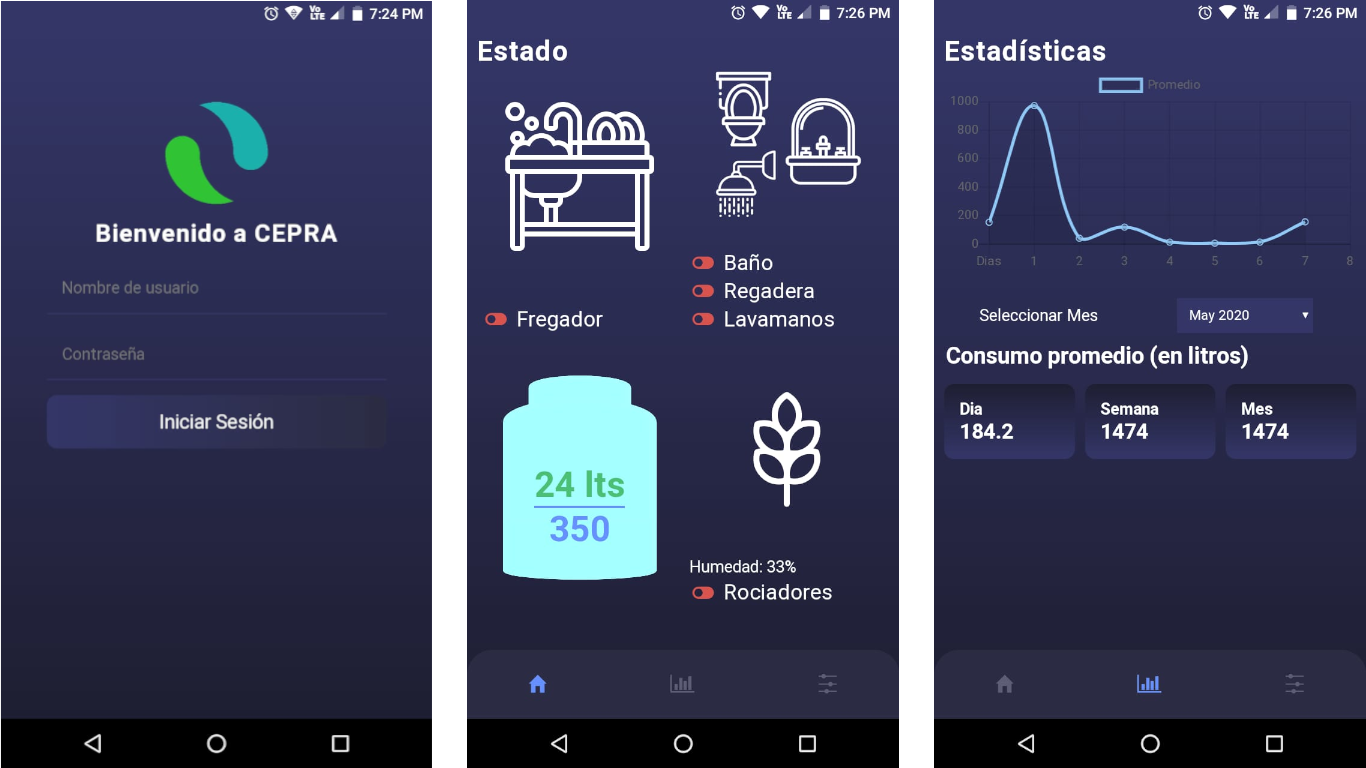 7:24 PM
Bienvenido a CEPRA
Nombre de usuario
Contraseña
Iniciar Sesión
Vo LTE 7:26 PM
Estado
Baño
Regadera
Fregador
Lavamanos
24 lts
350
Humedad: 33%
Rociadores
Vo LTE 7:26 PM
Estadísticas
Promedio
1000
800
600
400
200
0
Dias 1 2 3 4 5 6 7 8
Seleccionar Mes May 2020
Consumo promedio (en litros)
Dia Semana Mes
184.2 1474 1474